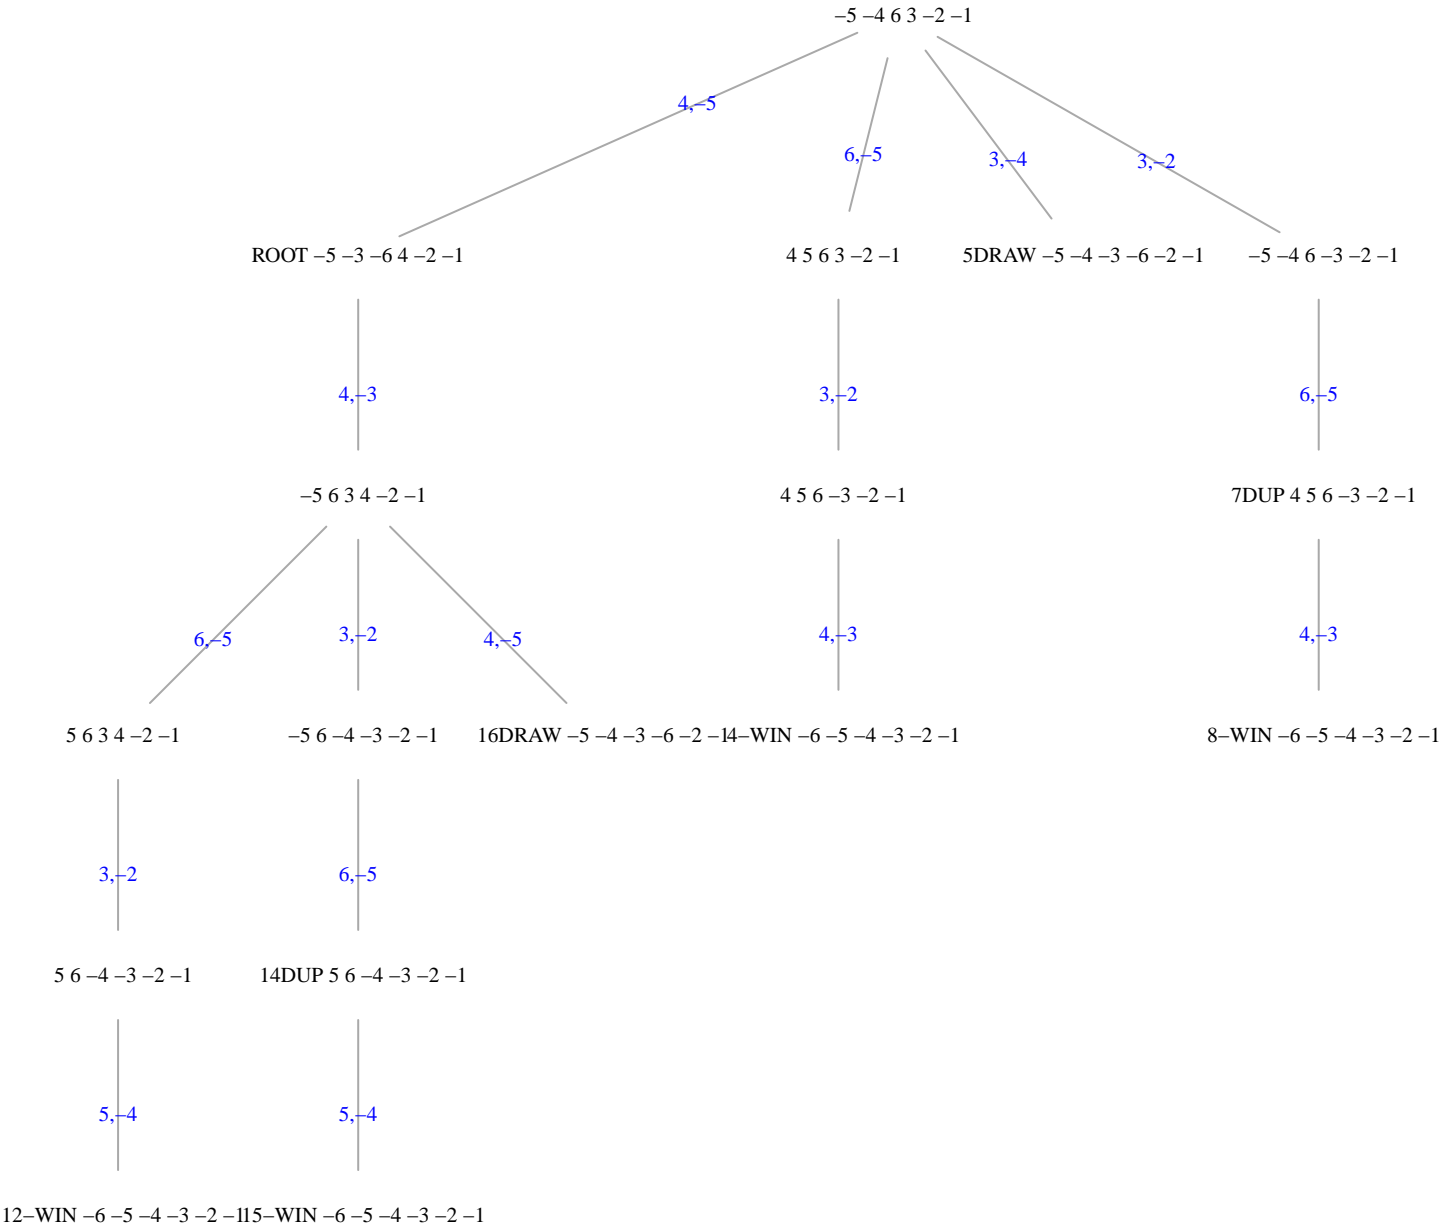 –5 –4 6 3 –2 –1
4,–5
6,–5
3,–4
3,–2
ROOT –5 –3 –6 4 –2 –1
4 5 6 3 –2 –1
5DRAW –5 –4 –3 –6 –2 –1
–5 –4 6 –3 –2 –1
4,–3
3,–2
6,–5
–5 6 3 4 –2 –1
4 5 6 –3 –2 –1
7DUP 4 5 6 –3 –2 –1
6,–5
3,–2
4,–5
4,–3
4,–3
5 6 3 4 –2 –1
–5 6 –4 –3 –2 –1
16DRAW –5 –4 –3 –6 –2 –1
4–WIN –6 –5 –4 –3 –2 –1
8–WIN –6 –5 –4 –3 –2 –1
3,–2
6,–5
5 6 –4 –3 –2 –1
14DUP 5 6 –4 –3 –2 –1
5,–4
5,–4
12–WIN –6 –5 –4 –3 –2 –1
15–WIN –6 –5 –4 –3 –2 –1